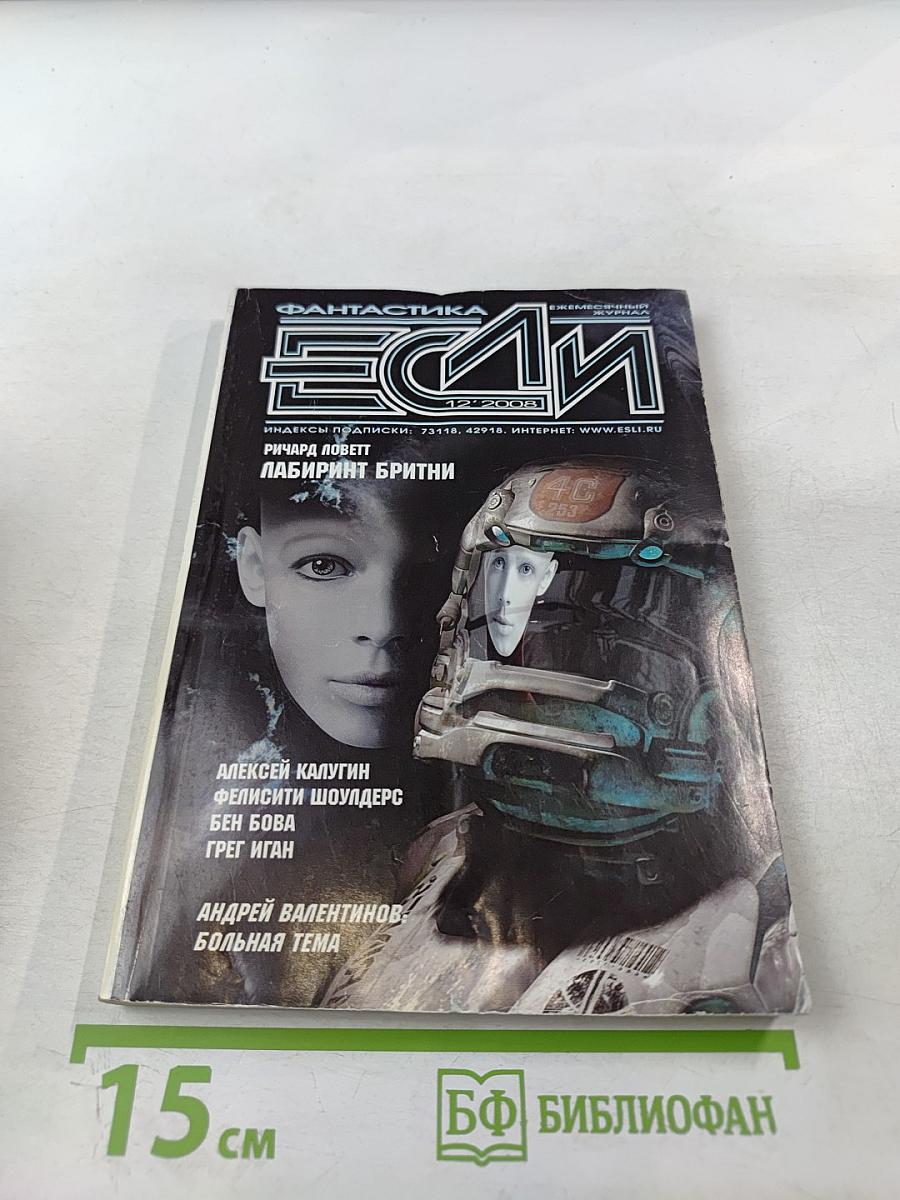 ФАНТАСТИКА
ЕЖЕМЕСЯЧНЫЙ
ЖУРНАЛ
ЕСЛИ
12'2008
ИНДЕКСЫ ПОДПИСКИ: 73118, 42918. ИНТЕРНЕТ: WWW.ESLI.RU
РИЧАРД ЛОВЕТТ
ЛАБИРИНТ БРИТНИ
4C
253
АЛЕКСЕЙ КАЛУГИН
ФЕЛИСИТИ ШОУЛДЕРС
БЕН БОВА
ГРЕГ ИГАН
АНДРЕЙ ВАЛЕНТИНОВ:
БОЛЬНАЯ ТЕМА
15 см
БФ БИБЛИОФАН